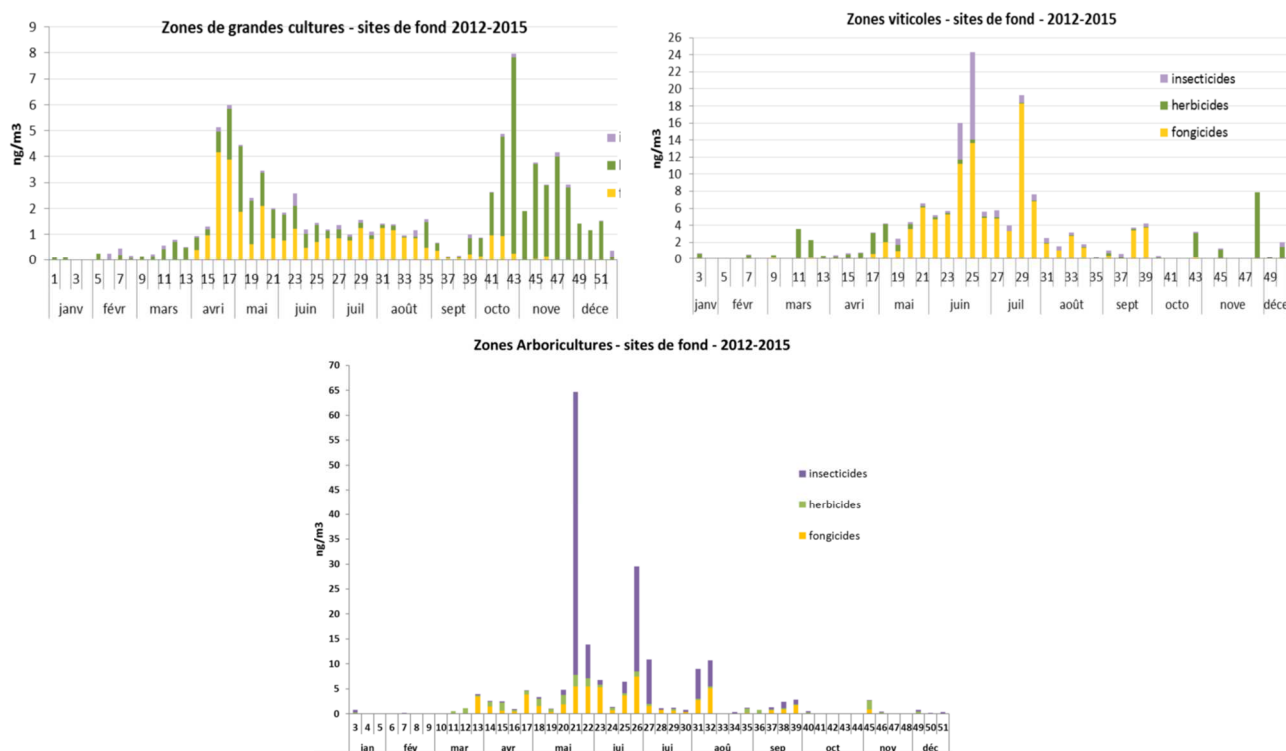 Zones de grandes cultures - sites de fond 2012-2015
9
8
7
6
5
4
3
2
1
0
ng/m3
1 3 5 7 9 11 13 15 17 19 21 23 25 27 29 31 33 35 37 39 41 43 45 47 49 51
janv févr mars avri mai juin juil août sept octo nove déce
Zones viticoles - sites de fond - 2012-2015
26
24
22
20
18
16
14
12
10
8
6
4
2
0
ng/m3
insecticides
herbicides
fongicides
3 5 7 9 11 13 15 17 19 21 23 25 27 29 31 33 35 37 39 41 43 45 47 49
janv févr mars avri mai juin juil août sept octo nove déce
Zones Arboricultures - sites de fond - 2012-2015
70
65
60
55
50
45
40
35
30
25
20
15
10
5
0
ng/m3
insecticides
herbicides
fongicides
3 4 5 6 7 8 9 10 11 12 13 14 15 16 17 18 19 20 21 22 23 24 25 26 27 28 29 30 31 32 33 34 35 36 37 38 39 40 41 42 43 44 45 46 47 48 49 50 51
jan fév mar avr mai jui jui aoû sep oct nov déc